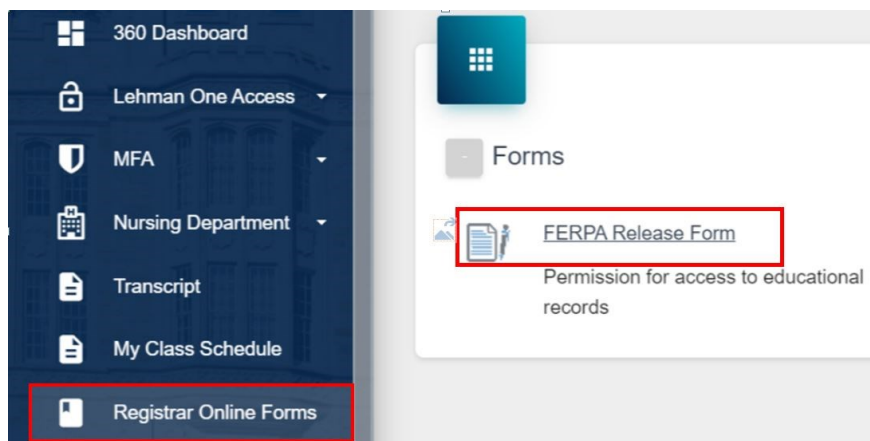 360 Dashboard
Lehman One Access
MFA
Nursing Department
Transcript
My Class Schedule
Registrar Online Forms
Forms
FERPA Release Form
Permission for access to educational
records